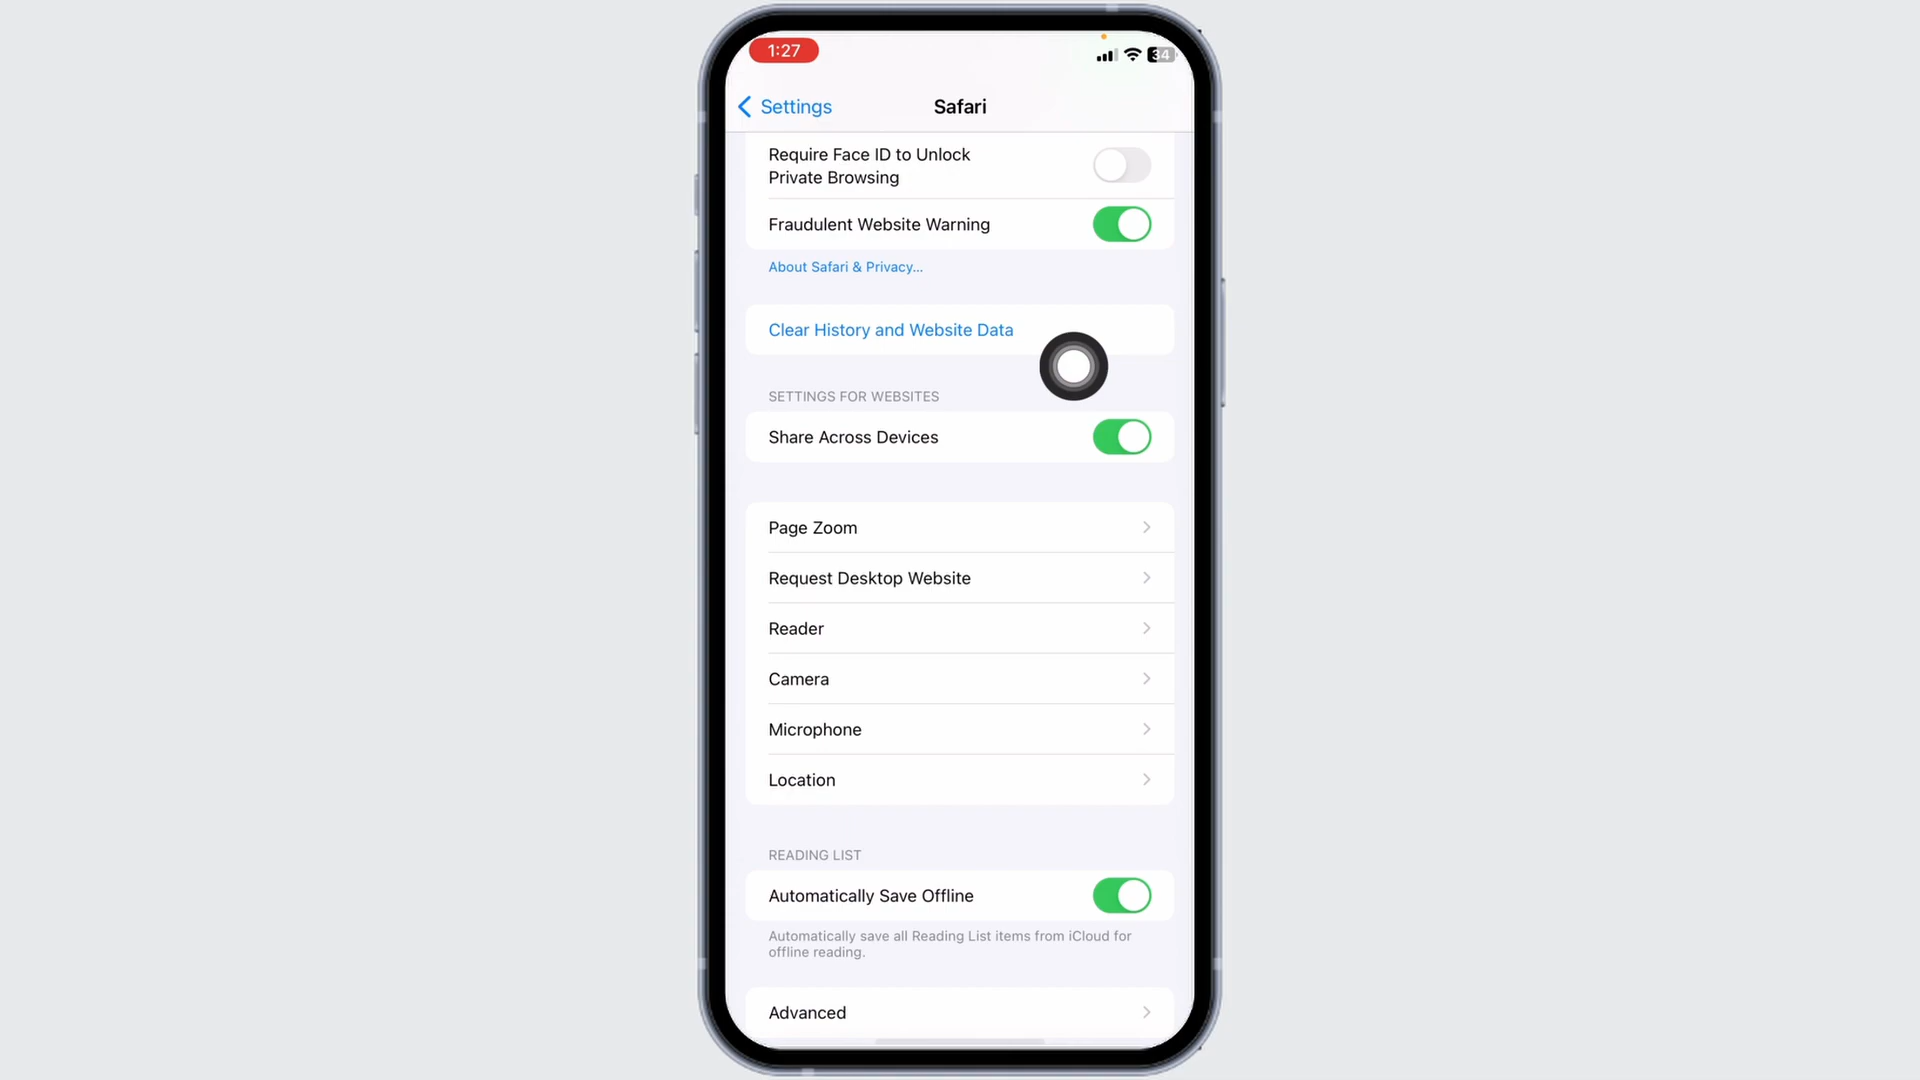 1:27
34
Settings
Safari
Require Face ID to Unlock
Private Browsing
Fraudulent Website Warning
About Safari & Privacy...
Clear History and Website Data
SETTINGS FOR WEBSITES
Share Across Devices
Page Zoom
Request Desktop Website
Reader
Camera
Microphone
Location
READING LIST
Automatically Save Offline
Automatically save all Reading List items from iCloud for
offline reading.
Advanced